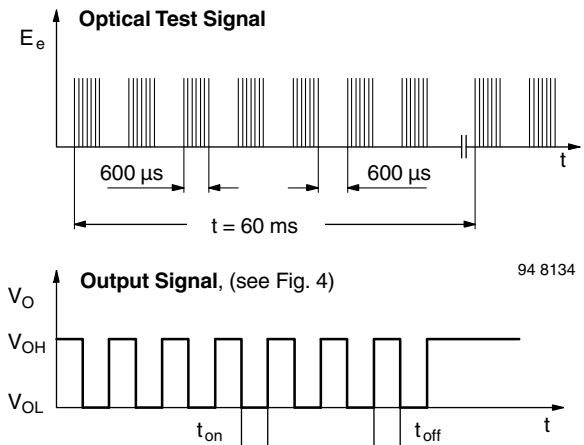 Optical Test Signal
E e
t
600 µs
600 µs
t = 60 ms
94 8134
Output Signal, (see Fig. 4)
V O
V OH
V OL
t on
t off
t